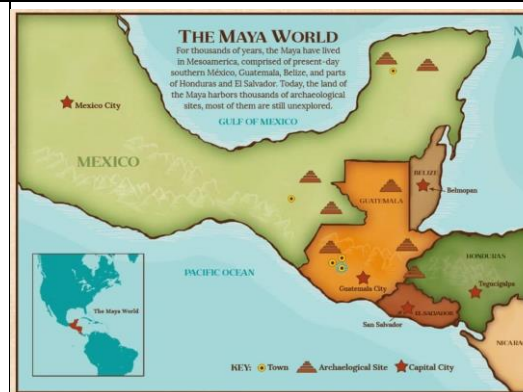 THE MAYA WORLD
For thousands of years, the Maya have lived
in Mesoamerica, comprised of present-day
southern México, Guatemala, Belize, and parts
of Honduras and El Salvador. Today, the land of
the Maya harbors thousands of archaeological
sites, most of them are still unexplored.
GULF OF MEXICO
N
Mexico City
MEXICO
BELIZE
Belmopan
GUATEMALA
HONDURAS
PACIFIC OCEAN
Guatemala City
Tegucigalpa
The Maya World
EL SALVADOR
San Salvador
NICARA
KEY: Town Archaelogical Site Capital City